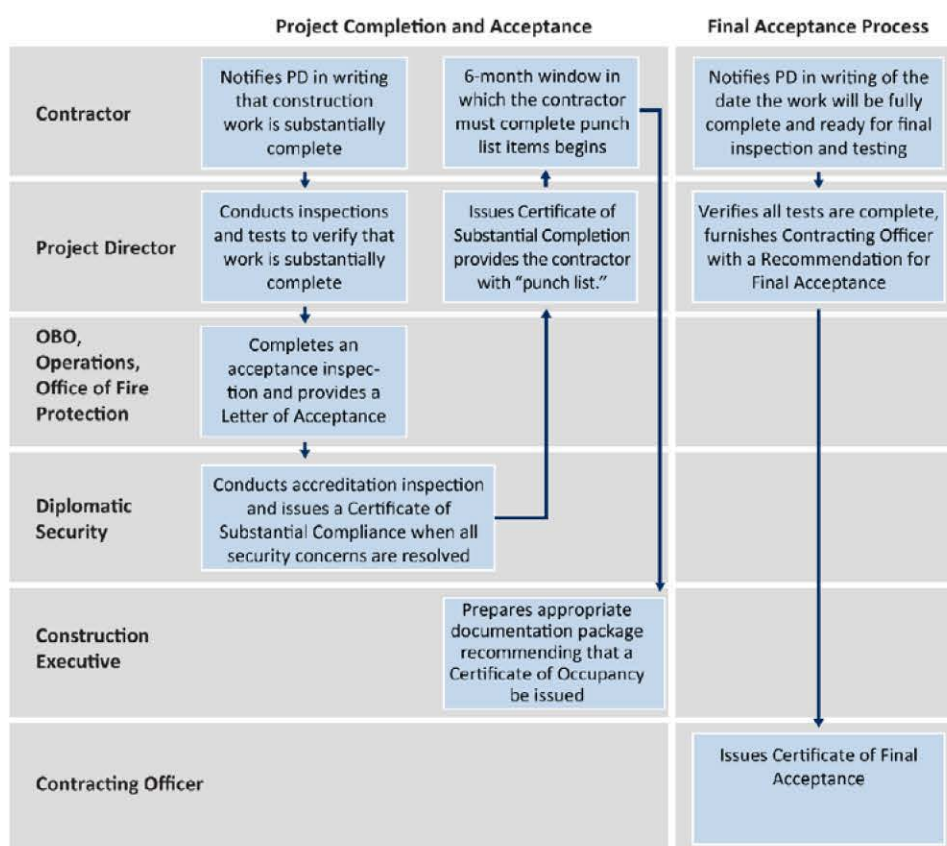 Project Completion and Acceptance
Final Acceptance Process
Contractor
Notifies PD in writing
that construction
work is substantially
complete
6-month window in
which the contractor
must complete punch
list items begins
Notifies PD in writing of the
date the work will be fully
complete and ready for final
inspection and testing
Project Director
Conducts inspections
and tests to verify that
work is substantially
complete
Issues Certificate of
Substantial Completion
provides the contractor
with “punch list.”
Verifies all tests are complete,
furnishes Contracting Officer
with a Recommendation for
Final Acceptance
OBO,
Operations,
Office of Fire
Protection
Completes an
acceptance inspec-
tion and provides a
Letter of Acceptance
Diplomatic
Security
Conducts accreditation inspection
and issues a Certificate of
Substantial Compliance when all
security concerns are resolved
Construction
Executive
Prepares appropriate
documentation package
recommending that a
Certificate of Occupancy
be issued
Contracting Officer
Issues Certificate of Final
Acceptance